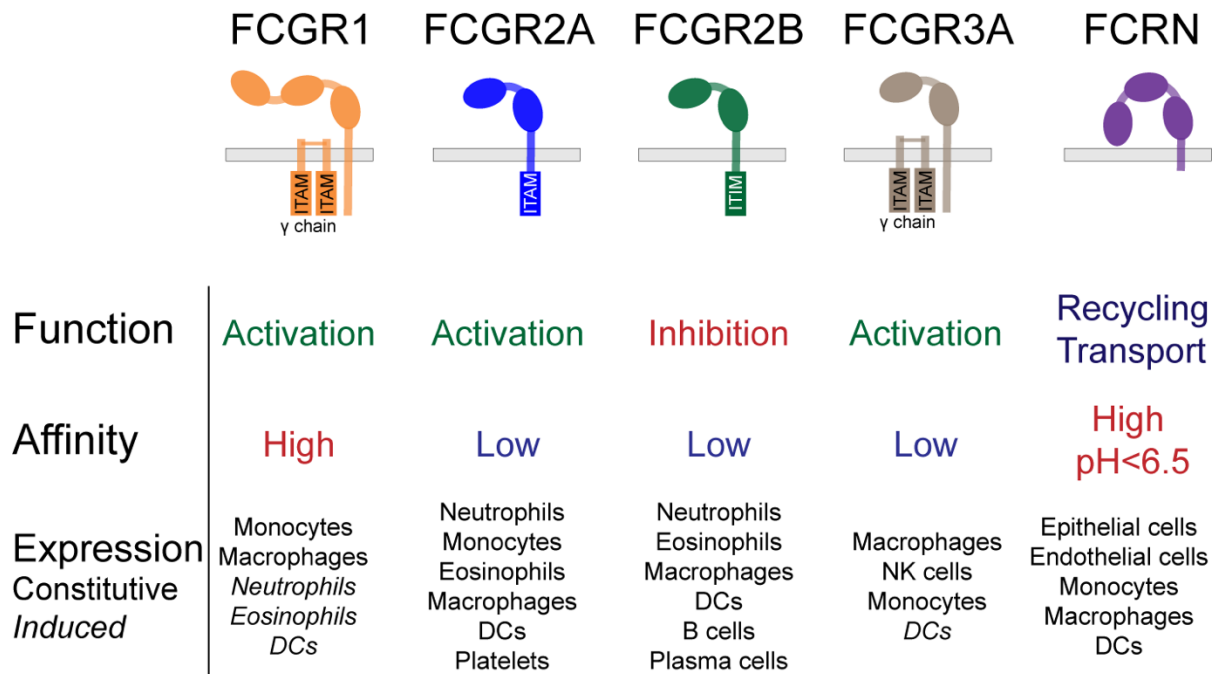 FCGR1 FCGR2A FCGR2B FCGR3A FCRN
ITAM ITAM ITAM ITIM ITAM ITAM
γ chain γ chain
Function Activation Activation Inhibition Activation Recycling
Transport
Affinity High Low Low Low High
pH<6.5
Expression
Constitutive
Induced
Monocytes
Macrophages
Neutrophils
Eosinophils
DCs
Neutrophils
Monocytes
Eosinophils
Macrophages
DCs
Platelets
Neutrophils
Eosinophils
Macrophages
DCs
B cells
Plasma cells
Macrophages
NK cells
Monocytes
DCs
Epithelial cells
Endothelial cells
Monocytes
Macrophages
DCs